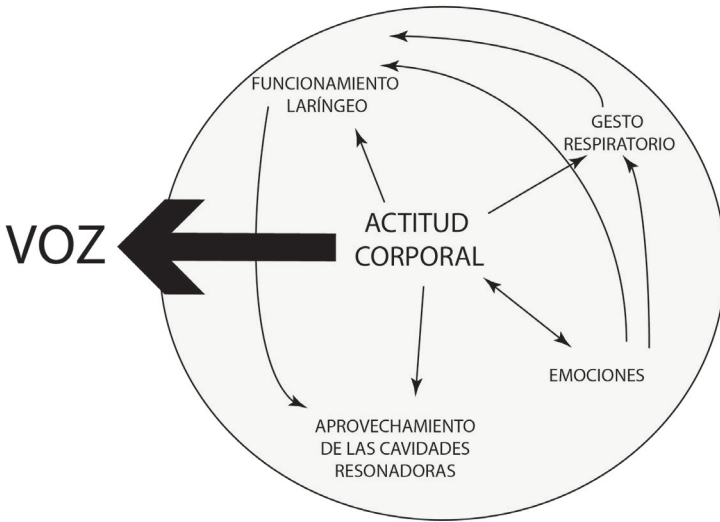 FUNCIONAMIENTO
LARÍNGEO
GESTO
RESPIRATORIO
VOZ
ACTITUD
CORPORAL
EMOCIONES
APROVECHAMIENTO
DE LAS CAVIDADES
RESONADORAS